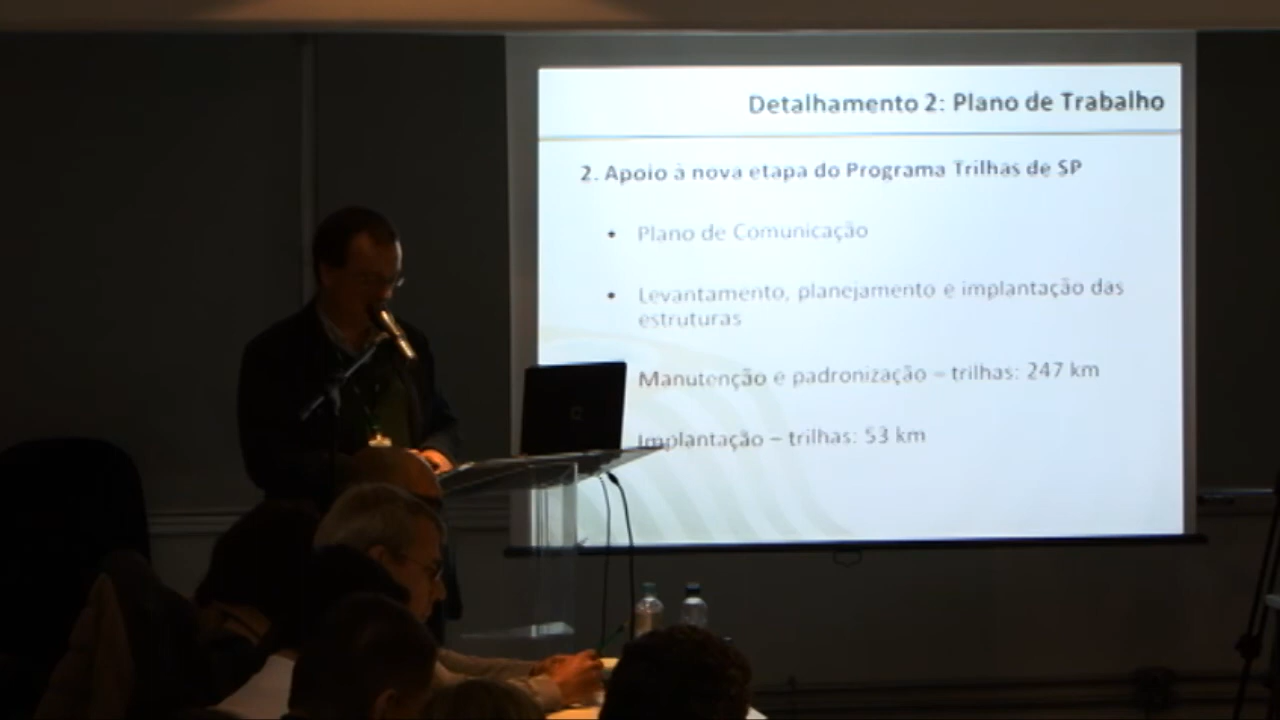 Detalhamento 2: Plano de Trabalho
2. Apoio à nova etapa do Programa Trilhas de SP
• Plano de Comunicação
• Levantamento, planejamento e implantação das
estruturas
Manutenção e padronização – trilhas: 247 km
Implantação – trilhas: 53 km